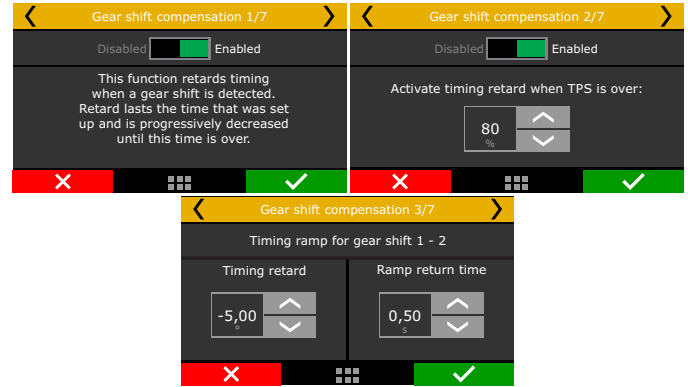 Gear shift compensation 1/7
Disabled Enabled
This function retards timing
when a gear shift is detected.
Retard lasts the time that was set
up and is progressively decreased
until this time is over.
Gear shift compensation 2/7
Disabled Enabled
Activate timing retard when TPS is over:
80
%
Gear shift compensation 3/7
Timing ramp for gear shift 1 - 2
Timing retard
-5,00
°
Ramp return time
0,50
s